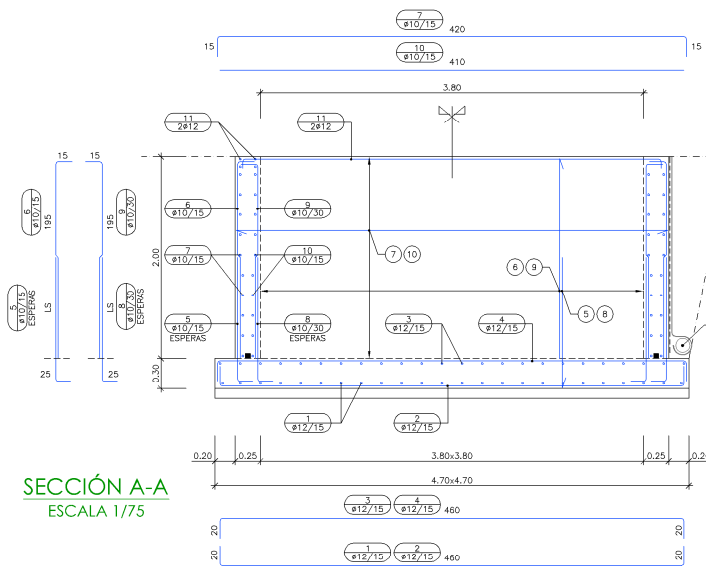 7
ø10/15
420
15
15
10
ø10/15
410
3.80
11
2ø12
11
2ø12
15
15
6
ø10/15
195
195
9
ø10/30
6
ø10/15
9
ø10/30
2.00
7
ø10/15
10
ø10/15
7
10
6
9
5
ø10/15
ESPERAS
LS
LS
8
ø10/30
ESPERAS
5
ø10/15
ESPERAS
8
ø10/30
ESPERAS
3
ø12/15
4
ø12/15
5
8
25
25
0.30
1
ø12/15
2
ø12/15
0.20
0.25
3.80x3.80
0.25
0.2
4.70x4.70
SECCIÓN A-A
ESCALA 1/75
3
ø12/15
4
ø12/15
460
20
20
1
ø12/15
2
ø12/15
460
20
20